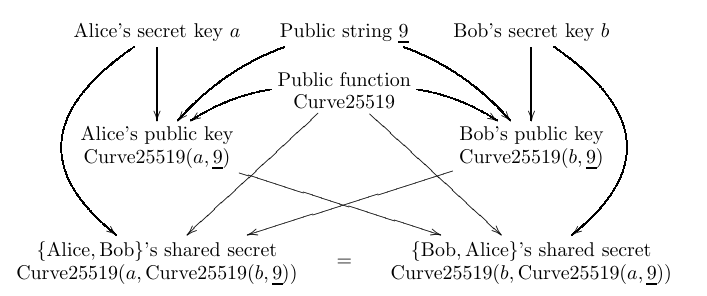 Alice's secret key a
Public string 9
Bob's secret key b
Public function
Curve25519
Alice's public key
Curve25519(a, 9)
Bob's public key
Curve25519(b, 9)
{Alice, Bob}'s shared secret
Curve25519(a, Curve25519(b, 9))
=
{Bob, Alice}'s shared secret
Curve25519(b, Curve25519(a, 9))